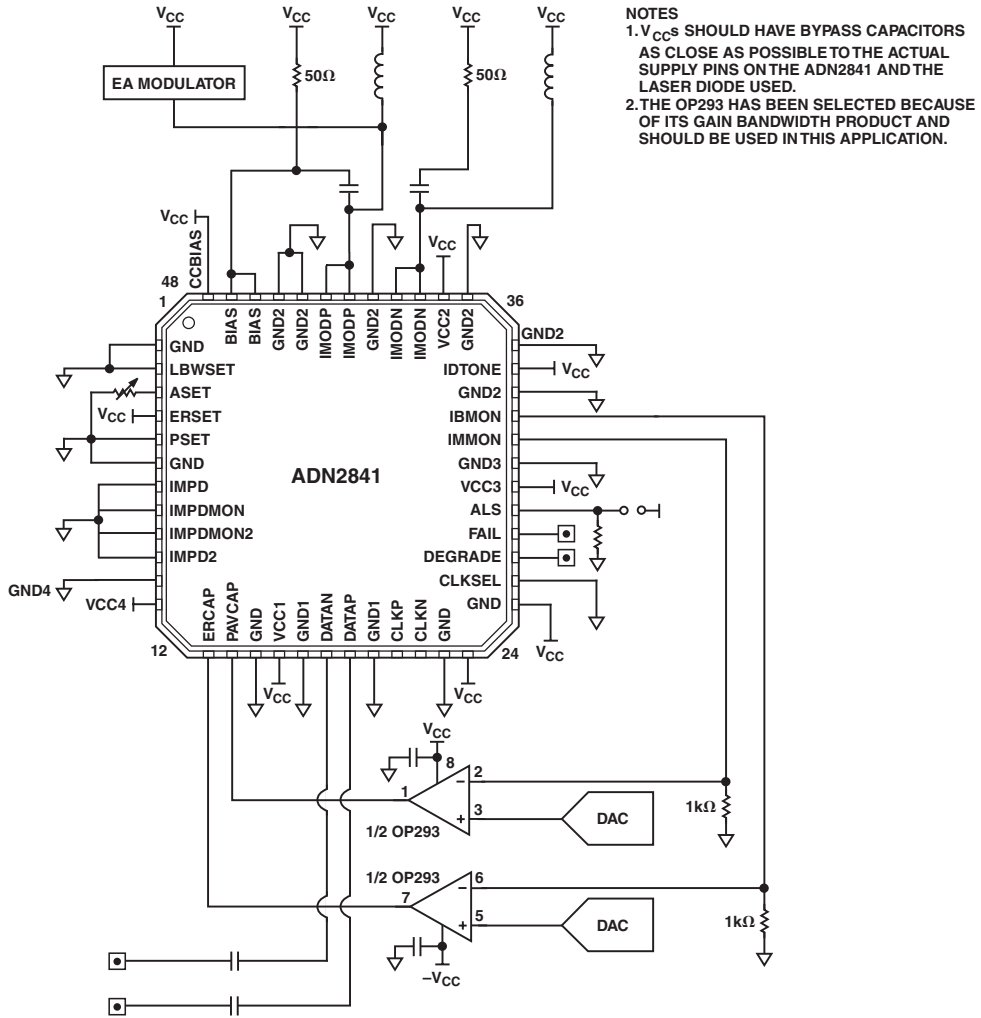 VCC VCC VCC VCC VCC
NOTES
1. VCCs SHOULD HAVE BYPASS CAPACITORS
AS CLOSE AS POSSIBLE TO THE ACTUAL
SUPPLY PINS ON THE ADN2841 AND THE
LASER DIODE USED.
2. THE OP293 HAS BEEN SELECTED BECAUSE
OF ITS GAIN BANDWIDTH PRODUCT AND
SHOULD BE USED IN THIS APPLICATION.
50Ω 50Ω
EA MODULATOR
VCC
CCBIAS
VCC
48
1
36
BIAS
BIAS
GND2
GND2
IMODP
IMODP
GND2
IMODN
IMODN
VCC2
GND2
GND2
GND
LBWSET
ASET
VCC
ERSET
PSET
GND
IMPD
IMPDMON
IMPDMON2
IMPD2
GND4
VCC4
ADN2841
IDTONE
VCC
GND2
IBMON
IMMON
GND3
VCC3
VCC
ALS
FAIL
DEGRADE
CLKSEL
GND
VCC
12
24
ERCAP
PAVCAP
GND
VCC1
GND1
DATAN
DATAP
GND1
CLKP
CLKN
GND
VCC
VCC
VCC
8
1
2
3
1/2 OP293
DAC
1kΩ
1/2 OP293
7
6
5
DAC
1kΩ
–VCC